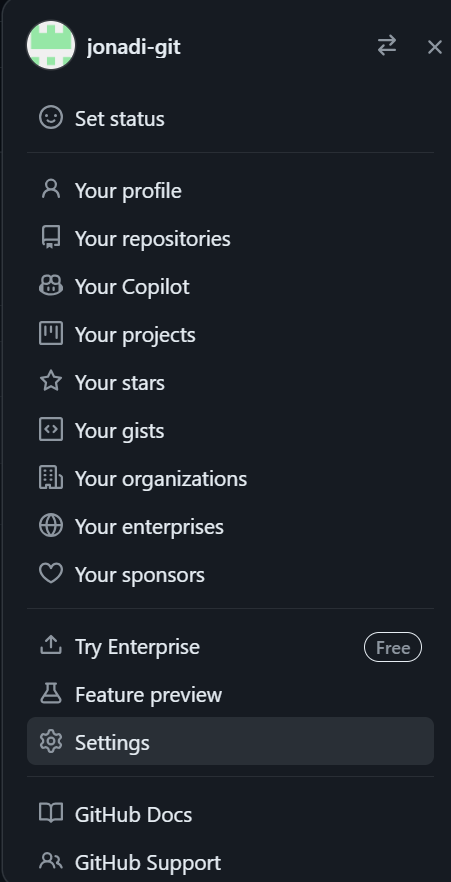 jonadi-git
Set status
Your profile
Your repositories
Your Copilot
Your projects
Your stars
Your gists
Your organizations
Your enterprises
Your sponsors
Try Enterprise Free
Feature preview
Settings
GitHub Docs
GitHub Support